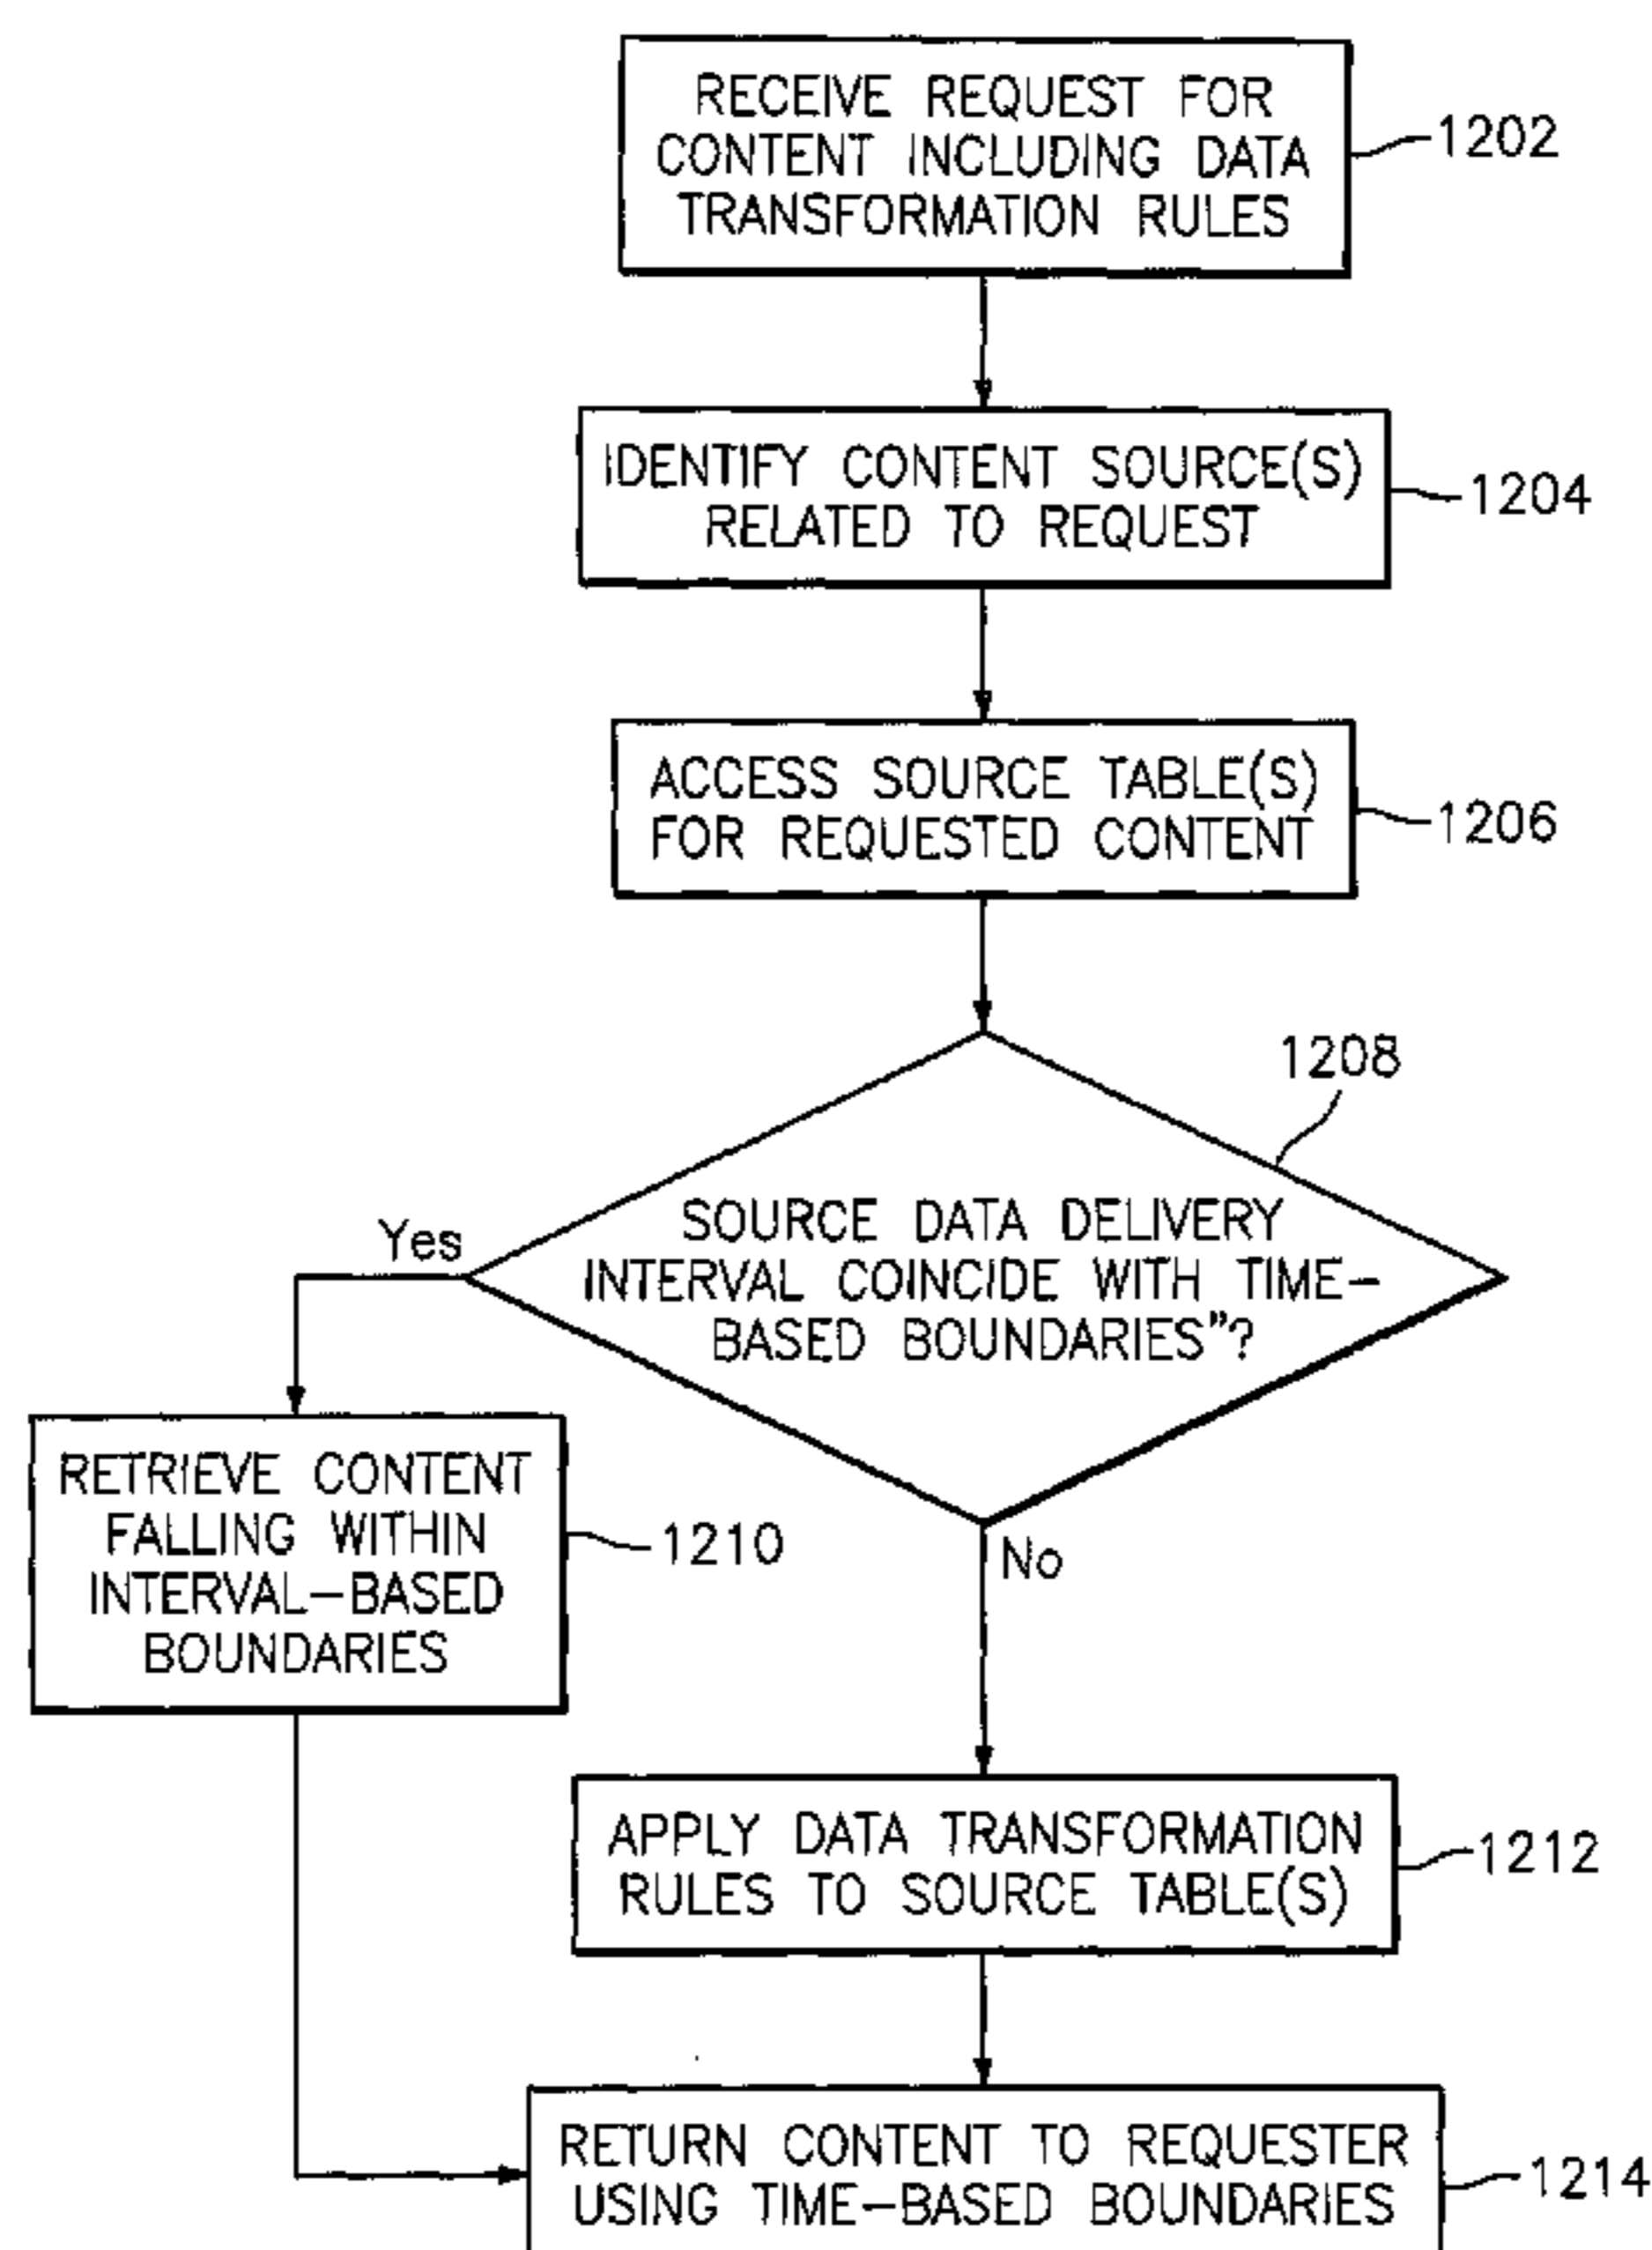 RECEIVE REQUEST FOR
CONTENT INCLUDING DATA
TRANSFORMATION RULES
1202
IDENTIFY CONTENT SOURCE(S)
RELATED TO REQUEST
1204
ACCESS SOURCE TABLE(S)
FOR REQUESTED CONTENT
1206
1208
SOURCE DATA DELIVERY
INTERVAL COINCIDE WITH TIME-
BASED BOUNDARIES"?
Yes
No
RETRIEVE CONTENT
FALLING WITHIN
INTERVAL-BASED
BOUNDARIES
1210
APPLY DATA TRANSFORMATION
RULES TO SOURCE TABLE(S)
1212
RETURN CONTENT TO REQUESTER
USING TIME-BASED BOUNDARIES
1214